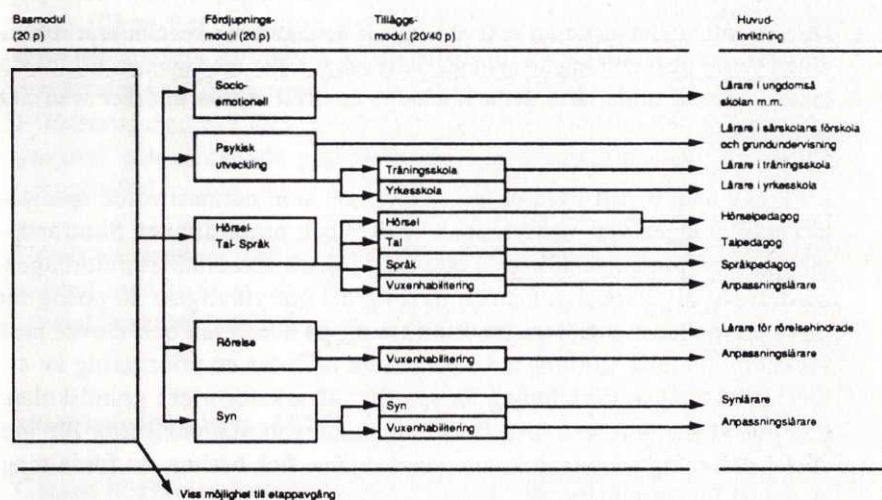 Basmodul
(20 p)
Fördjupnings-
modul (20 p)
Tilläggs-
modul (20/40 p)
Huvud-
inriktning
Socio-
emotionell
Lärare i ungdoms-
skolan m.m.
Psykisk
utveckling
Lärare i särskolans förskola
och grundundervisning
Träningsskola
Lärare i träningsskola
Yrkesskola
Lärare i yrkesskola
Hörsel-
Tal- Språk
Hörsel
Hörselpedagog
Tal
Talpedagog
Språk
Språkpedagog
Vuxenhabilitering
Anpassningslärare
Rörelse
Lärare för rörelsehindrade
Vuxenhabilitering
Anpassningslärare
Syn
Syn
Synlärare
Vuxenhabilitering
Anpassningslärare
Viss möjlighet till etappavgång